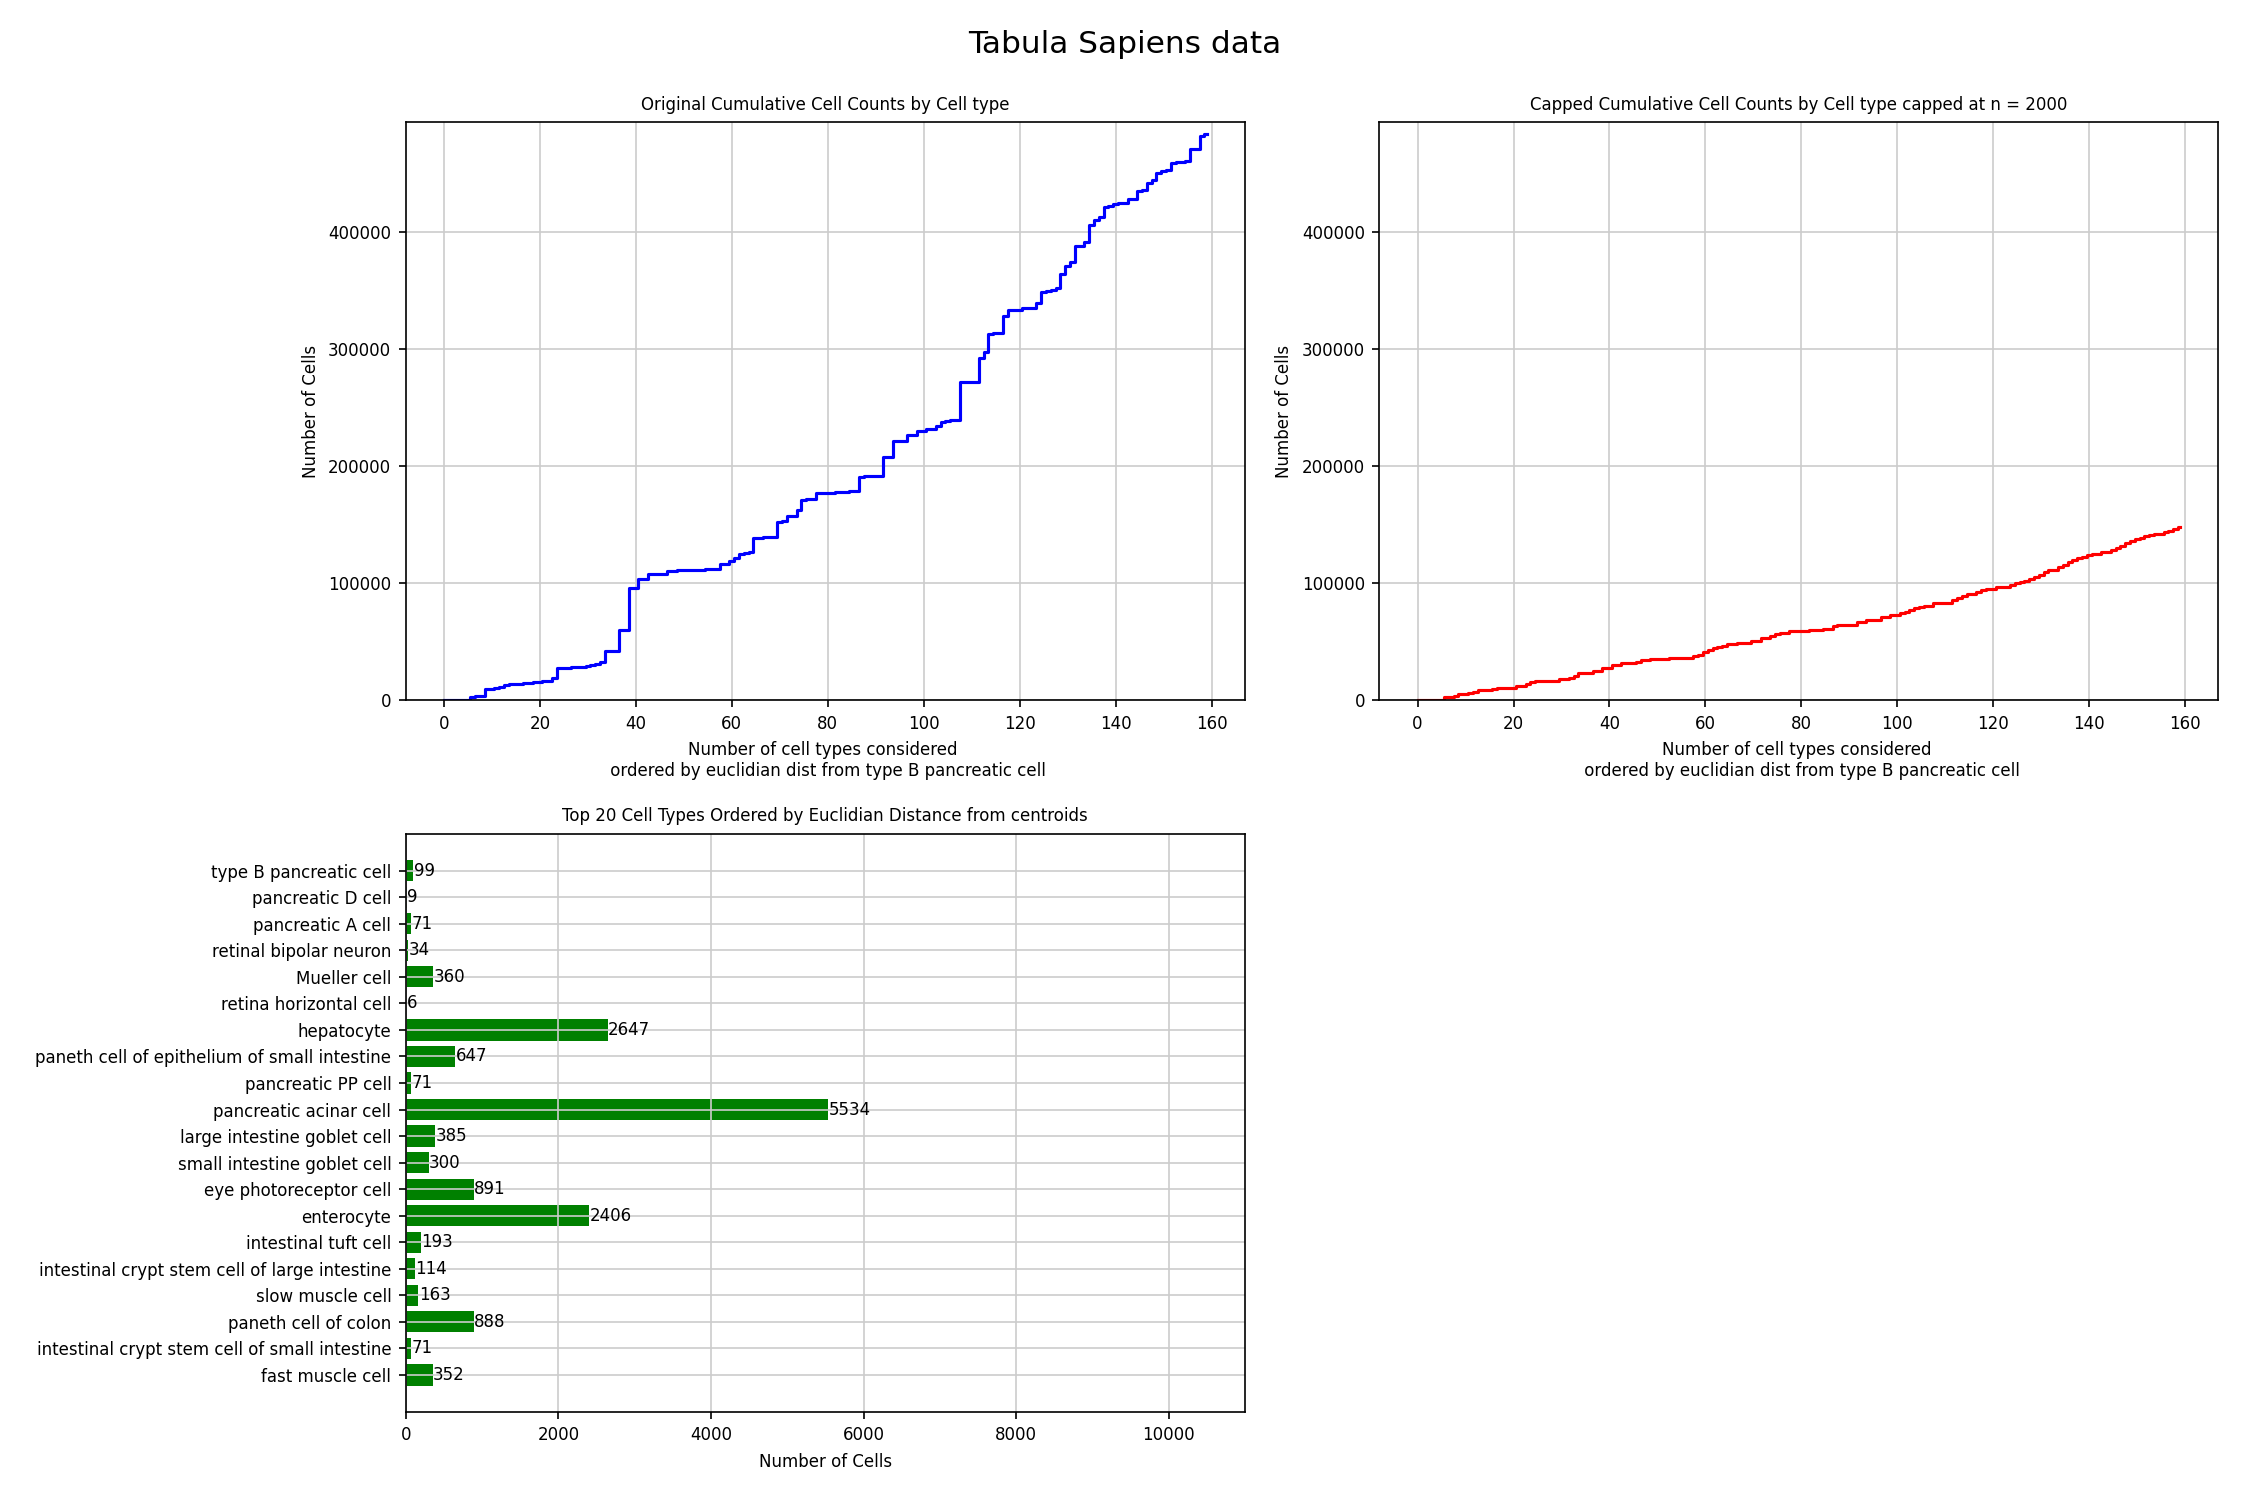 Tabula Sapiens data
Original Cumulative Cell Counts by Cell type
400000
300000
200000
100000
0
Number of Cells
0 20 40 60 80 100 120 140 160
Number of cell types considered
ordered by euclidian dist from type B pancreatic cell
Capped Cumulative Cell Counts by Cell type capped at n = 2000
400000
300000
200000
100000
0
Number of Cells
0 20 40 60 80 100 120 140 160
Number of cell types considered
ordered by euclidian dist from type B pancreatic cell
Top 20 Cell Types Ordered by Euclidian Distance from centroids
type B pancreatic cell 99
pancreatic D cell 9
pancreatic A cell 71
retinal bipolar neuron 34
Mueller cell 360
retina horizontal cell 6
hepatocyte 2647
paneth cell of epithelium of small intestine 647
pancreatic PP cell 71
pancreatic acinar cell 5534
large intestine goblet cell 385
small intestine goblet cell 300
eye photoreceptor cell 891
enterocyte 2406
intestinal tuft cell 193
intestinal crypt stem cell of large intestine 114
slow muscle cell 163
paneth cell of colon 888
intestinal crypt stem cell of small intestine 71
fast muscle cell 352
0 2000 4000 6000 8000 10000
Number of Cells